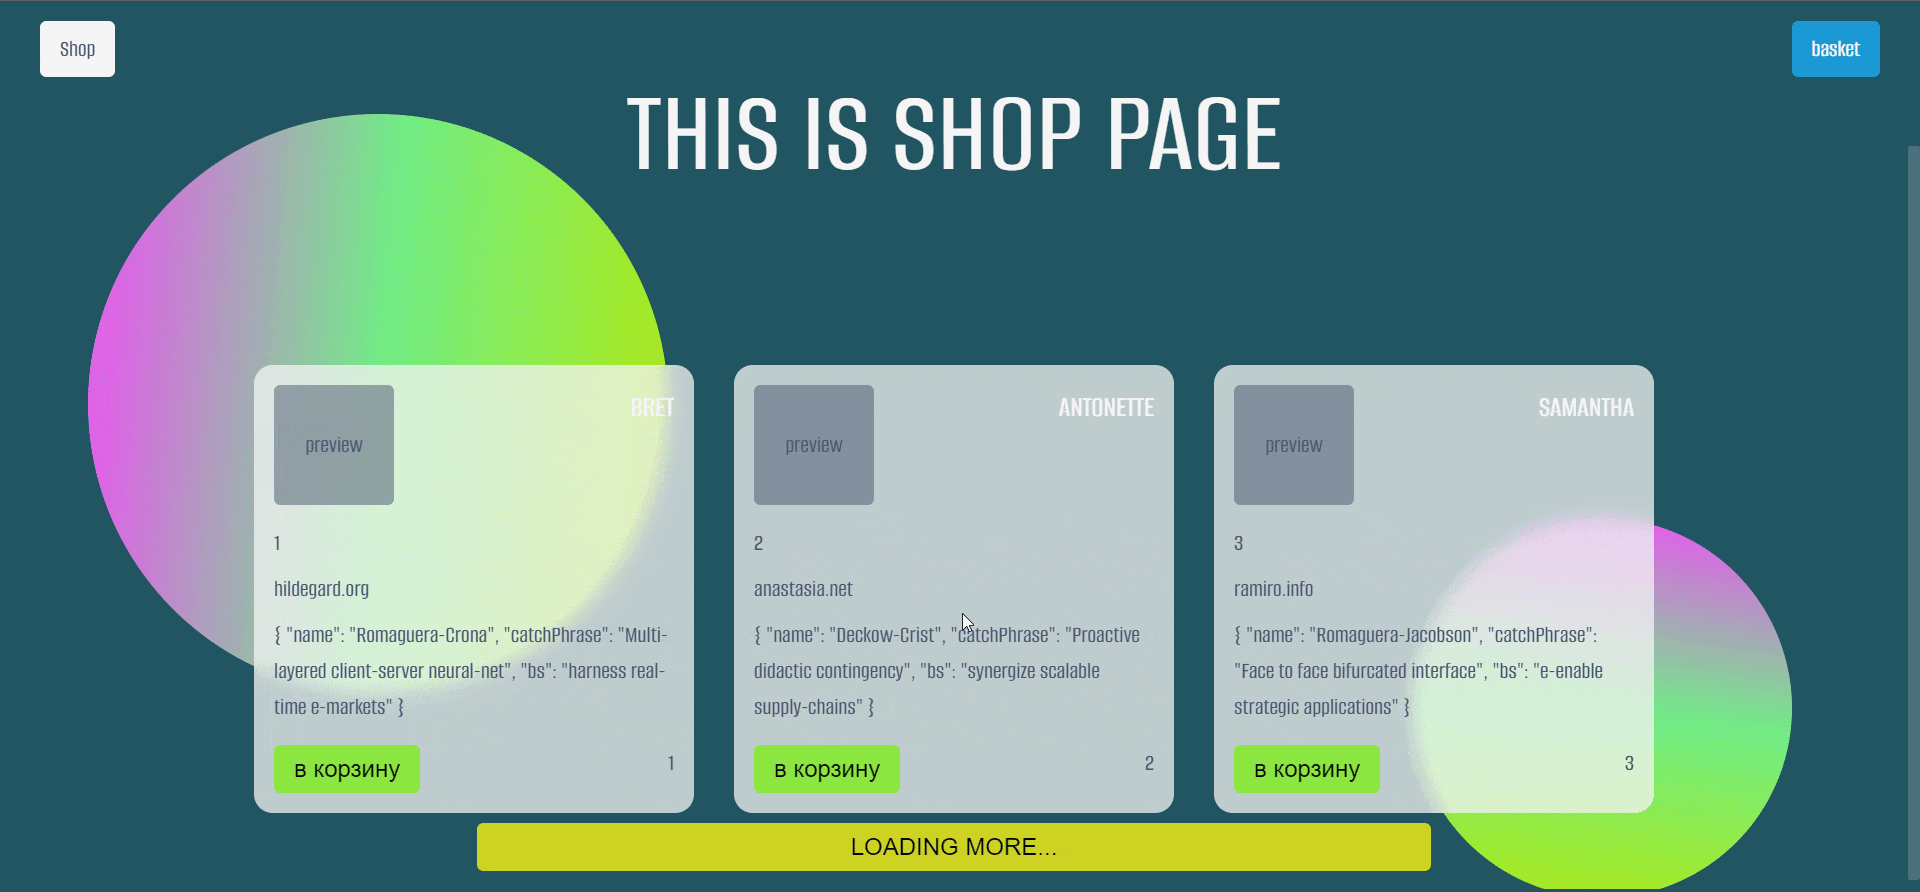 Shop
basket
THIS IS SHOP PAGE
preview
BRET
1
hildegard.org
{ "name": "Romaguera-Crona", "catchPhrase": "Multi-
layered client-server neural-net", "bs": "harness real-
time e-markets" }
в корзину
1
preview
ANTONETTE
2
anastasia.net
{ "name": "Deckow-Crist", "catchPhrase": "Proactive
didactic contingency", "bs": "synergize scalable
supply-chains" }
в корзину
2
preview
SAMANTHA
3
ramiro.info
{ "name": "Romaguera-Jacobson", "catchPhrase":
"Face to face bifurcated interface", "bs": "e-enable
strategic applications" }
в корзину
3
LOADING MORE...